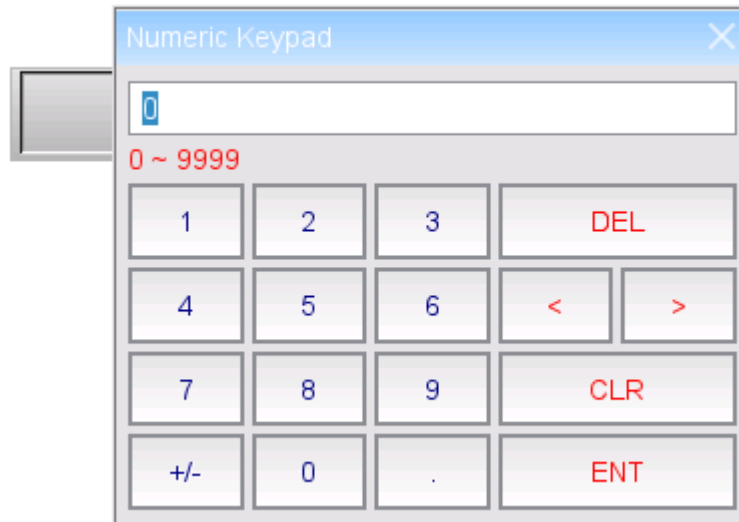 Numeric Keypad
0
0 ~ 9999
1 2 3 DEL
4 5 6 < >
7 8 9 CLR
+/- 0 . ENT